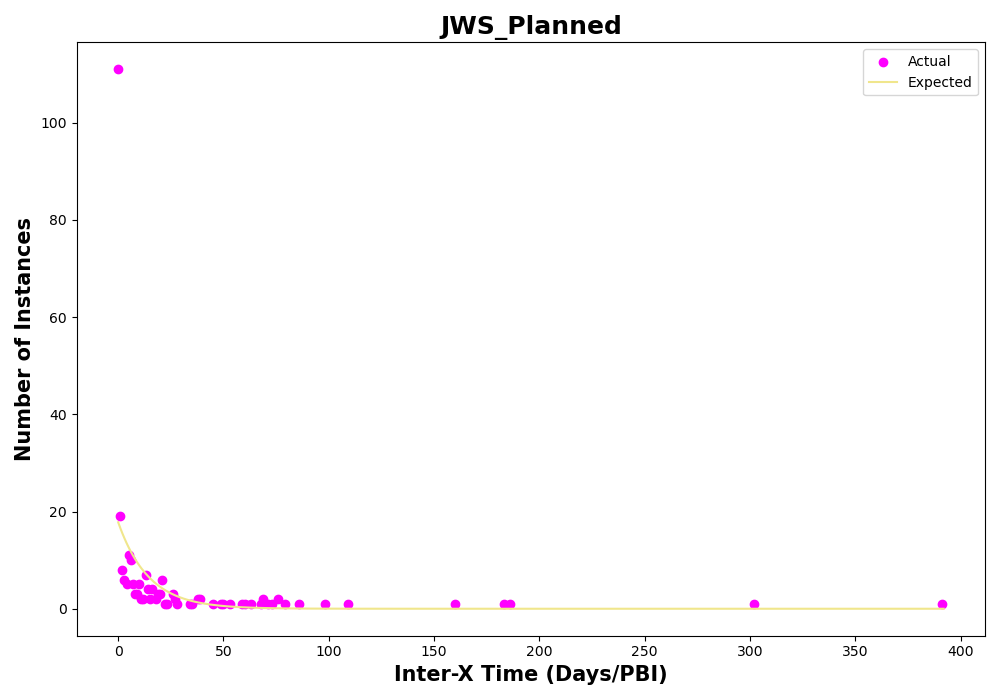 JWS_Planned
Actual
Expected
Number of Instances
100
80
60
40
20
0
0 50 100 150 200 250 300 350 400
Inter-X Time (Days/PBI)